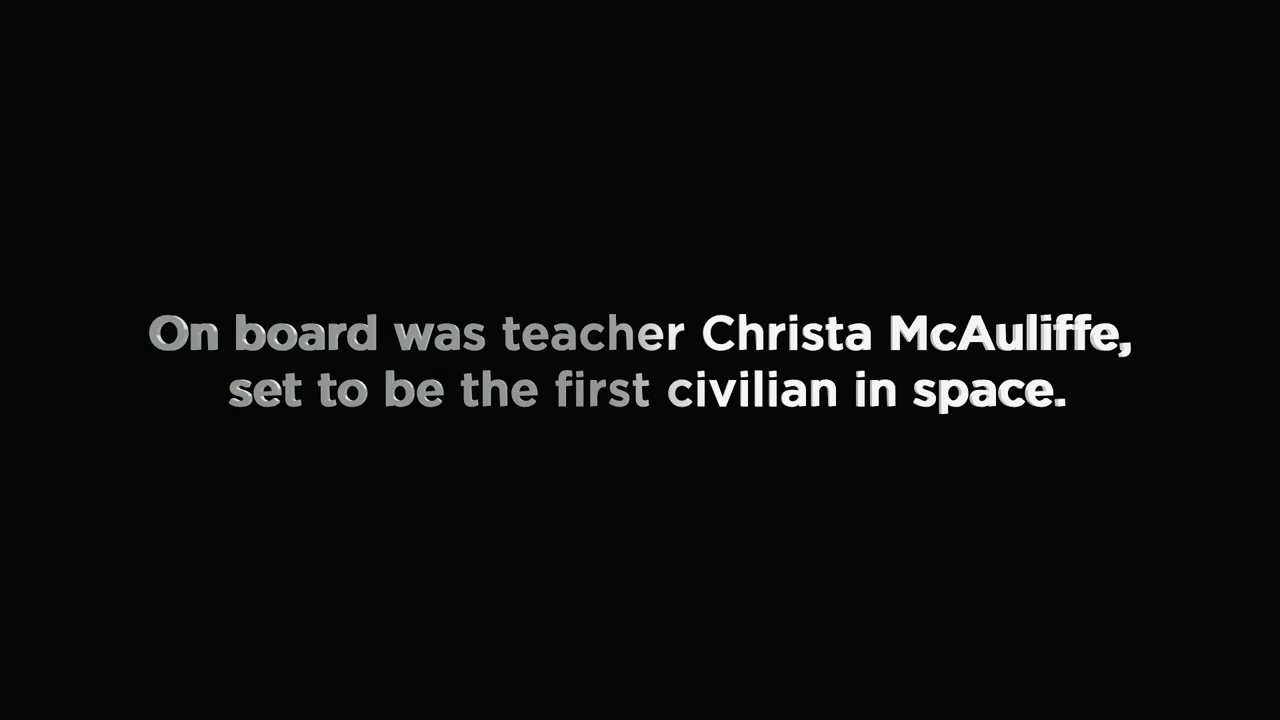 On board was teacher Christa McAuliffe,
set to be the first civilian in space.